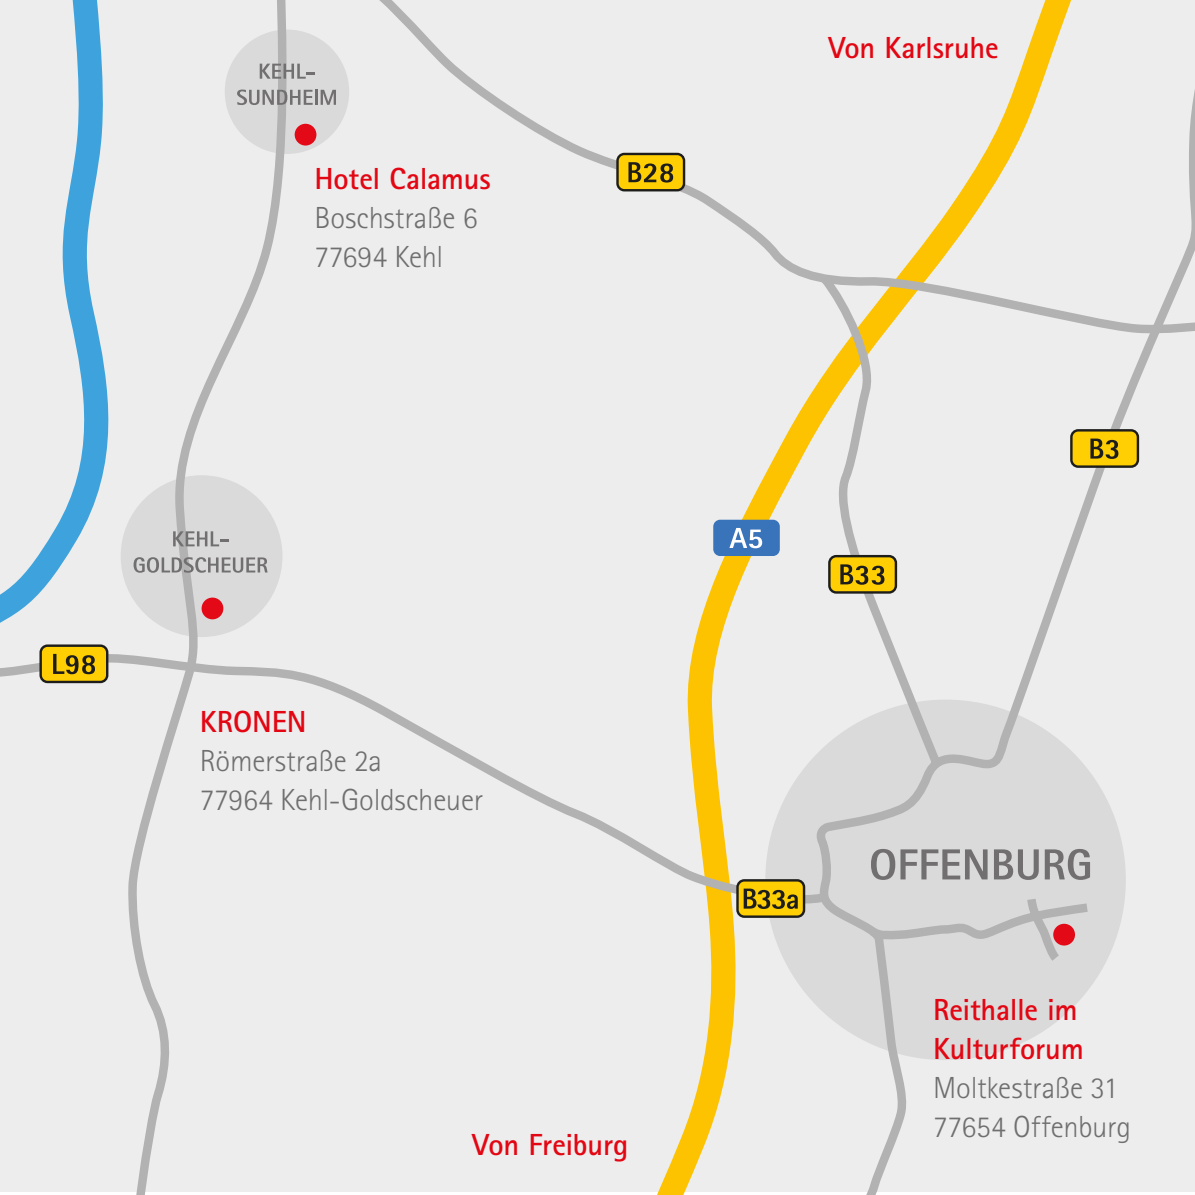 Von Karlsruhe
KEHL-
SUNDHEIM
Hotel Calamus
Boschstraße 6
77694 Kehl
B28
B3
A5
B33
KEHL-
GOLDSCHEUER
L98
KRONEN
Römerstraße 2a
77964 Kehl-Goldscheuer
OFFENBURG
B33a
Reithalle im
Kulturforum
Moltkestraße 31
77654 Offenburg
Von Freiburg